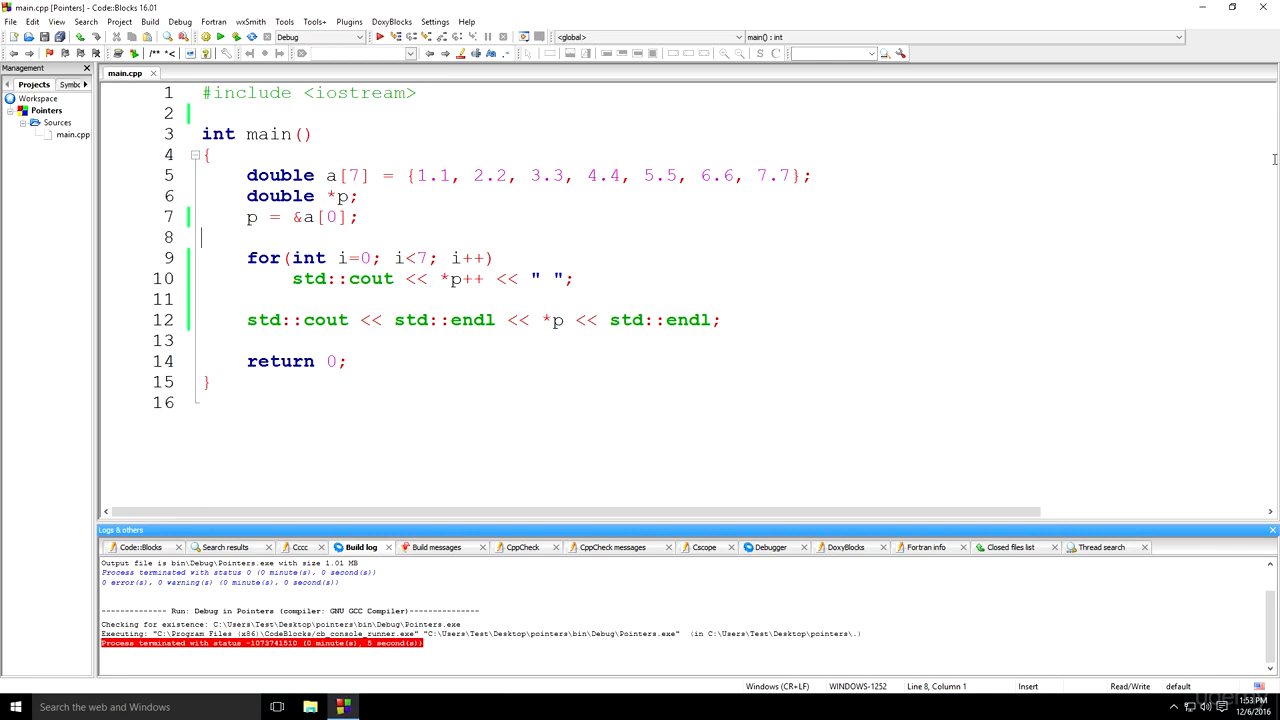 main.cpp [Pointers] - Code::Blocks 16.01
File Edit View Search Project Build Debug Fortran wxSmith Tools Tools+ Plugins DoxyBlocks Settings Help
Debug <global> main() : int
/** *<
Management
main.cpp
Projects Symbc
Workspace
Pointers
Sources
main.cpp
1 #include <iostream>
2
3 int main()
4 {
5 double a[7] = {1.1, 2.2, 3.3, 4.4, 5.5, 6.6, 7.7};
6 double *p;
7 p = &a[0];
8
9 for(int i=0; i<7; i++)
10 std::cout << *p++ << " ";
11
12 std::cout << std::endl << *p << std::endl;
13
14 return 0;
15 }
16
Logs & others
Code::Blocks Search results Cccc Build log Build messages CppCheck CppCheck messages Cscope Debugger DoxyBlocks Fortran info Closed files list Thread search
Output file is bin\Debug\Pointers.exe with size 1.01 MB
Process terminated with status 0 (0 minute(s), 0 second(s))
0 error(s), 0 warning(s) (0 minute(s), 0 second(s))
-------------- Run: Debug in Pointers (compiler: GNU GCC Compiler)---------------
Checking for existence: C:\Users\Test\Desktop\pointers\bin\Debug\Pointers.exe
Executing: "C:\Program Files (x86)\CodeBlocks/cb_console_runner.exe" "C:\Users\Test\Desktop\pointers\bin\Debug\Pointers.exe" (in C:\Users\Test\Desktop\pointers\.)
Process terminated with status -1073741510 (0 minute(s), 5 second(s))
Windows (CR+LF) WINDOWS-1252 Line 8, Column 1 Insert Read/Write default
Search the web and Windows
1:53 PM
12/6/2016